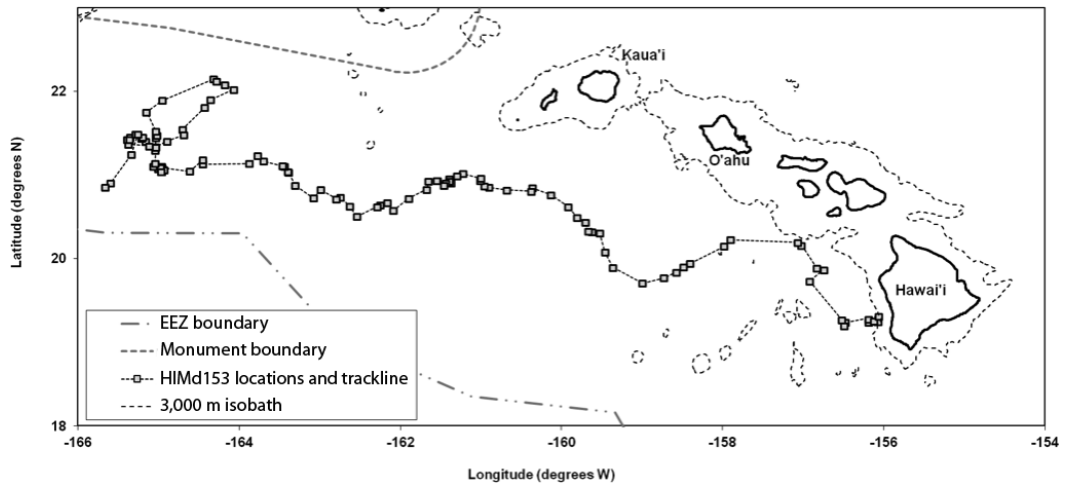 Kaua'i
22
O'ahu
Latitude (degrees N)
20
Hawai'i
EEZ boundary
Monument boundary
HIMd153 locations and trackline
3,000 m isobath
18
-166 -164 -162 -160 -158 -156 -154
Longitude (degrees W)